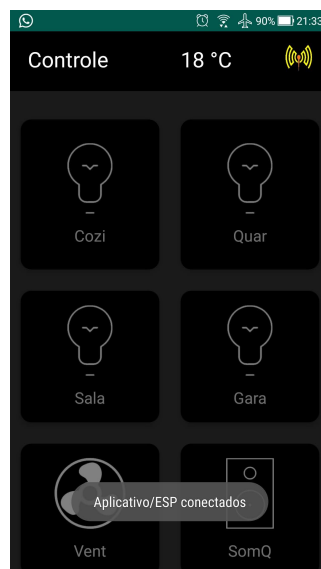 90% 21:33
Controle 18 °C
Cozi Quar
Sala Gara
Aplicativo/ESP conectados
Vent SomQ